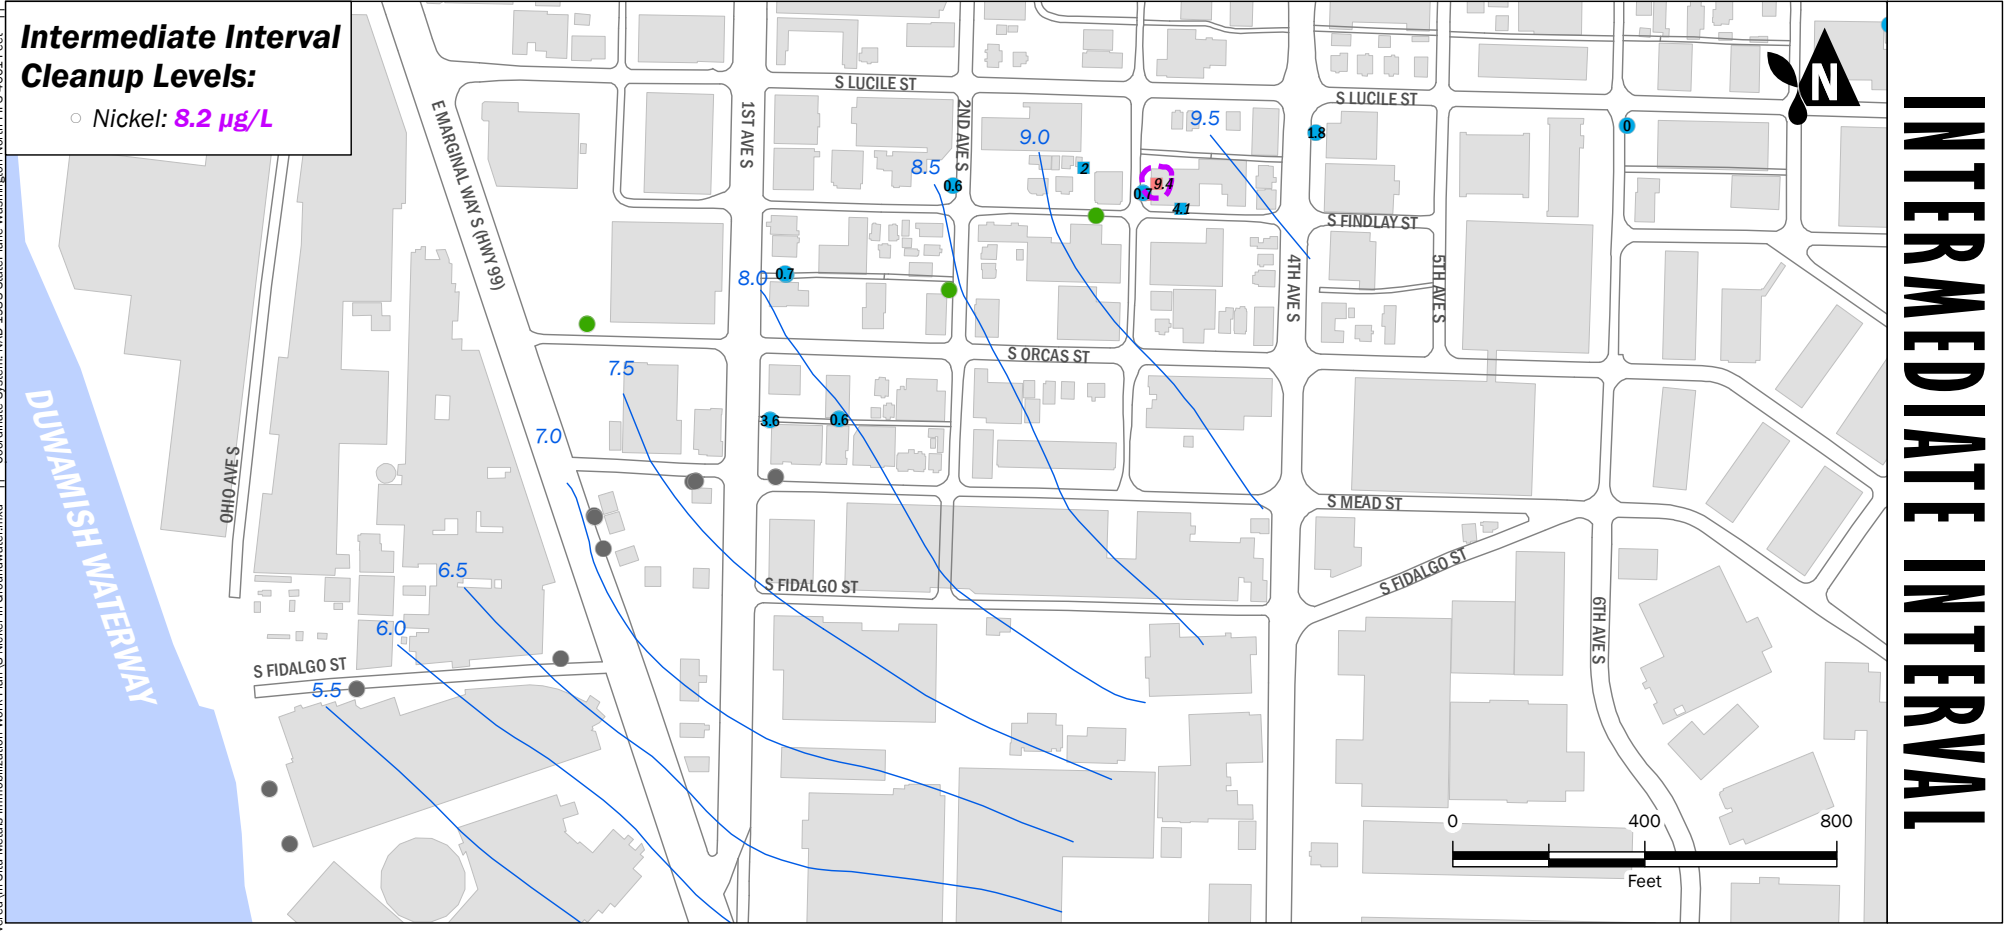 Intermediate Interval
Cleanup Levels:
Nickel: 8.2 µg/L
INTERMEDIATE INTERVAL
N
S LUCILE ST
S LUCILE ST
E MARGINAL WAY S (HWY 99)
1ST AVE S
2ND AVE S
4TH AVE S
5TH AVE S
6TH AVE S
OHIO AVE S
S FINDLAY ST
S ORCAS ST
S MEAD ST
S FIDALGO ST
S FIDALGO ST
S FIDALGO ST
DUWAMISH WATERWAY
9.5
9.0
8.5
8.0
7.5
7.0
6.5
6.0
5.5
0.6
2
0.7
9.4
4.1
1.8
0
0.7
3.6
0.6
0 400 800
Feet